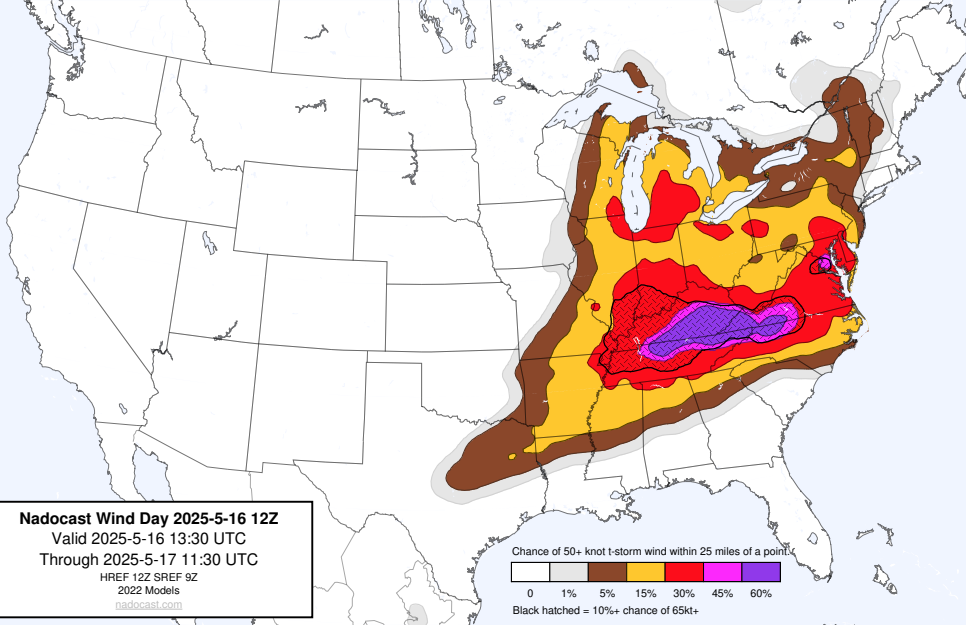 Nadocast Wind Day 2025-5-16 12Z
Valid 2025-5-16 13:30 UTC
Through 2025-5-17 11:30 UTC
HREF 12Z SREF 9Z
2022 Models
nadocast.com
Chance of 50+ knot t-storm wind within 25 miles of a point.
0 1% 5% 15% 30% 45% 60%
Black hatched = 10%+ chance of 65kt+